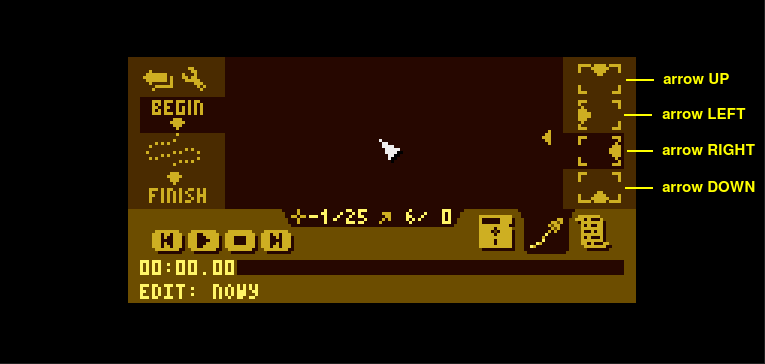 arrow UP
BEGIN
arrow LEFT
arrow RIGHT
arrow DOWN
FINISH
-1/25 6/ 0
00:00.00
EDIT: NOWY